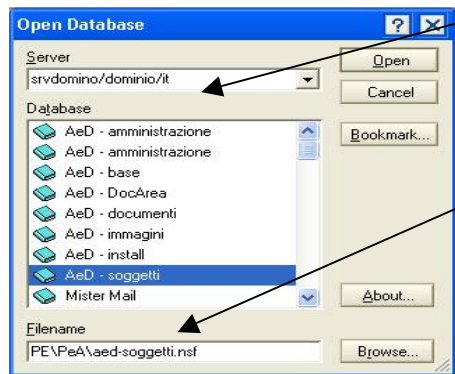 Open Database
Server
srvdomino/dominio/it
Open
Cancel
Database
AeD - amministrazione
AeD - amministrazione
AeD - base
AeD - DocArea
AeD - documenti
AeD - immagini
AeD - install
AeD - soggetti
Mister Mail
Bookmark...
About...
Filename
PE\PeA\aed-soggetti.nsf
Browse...